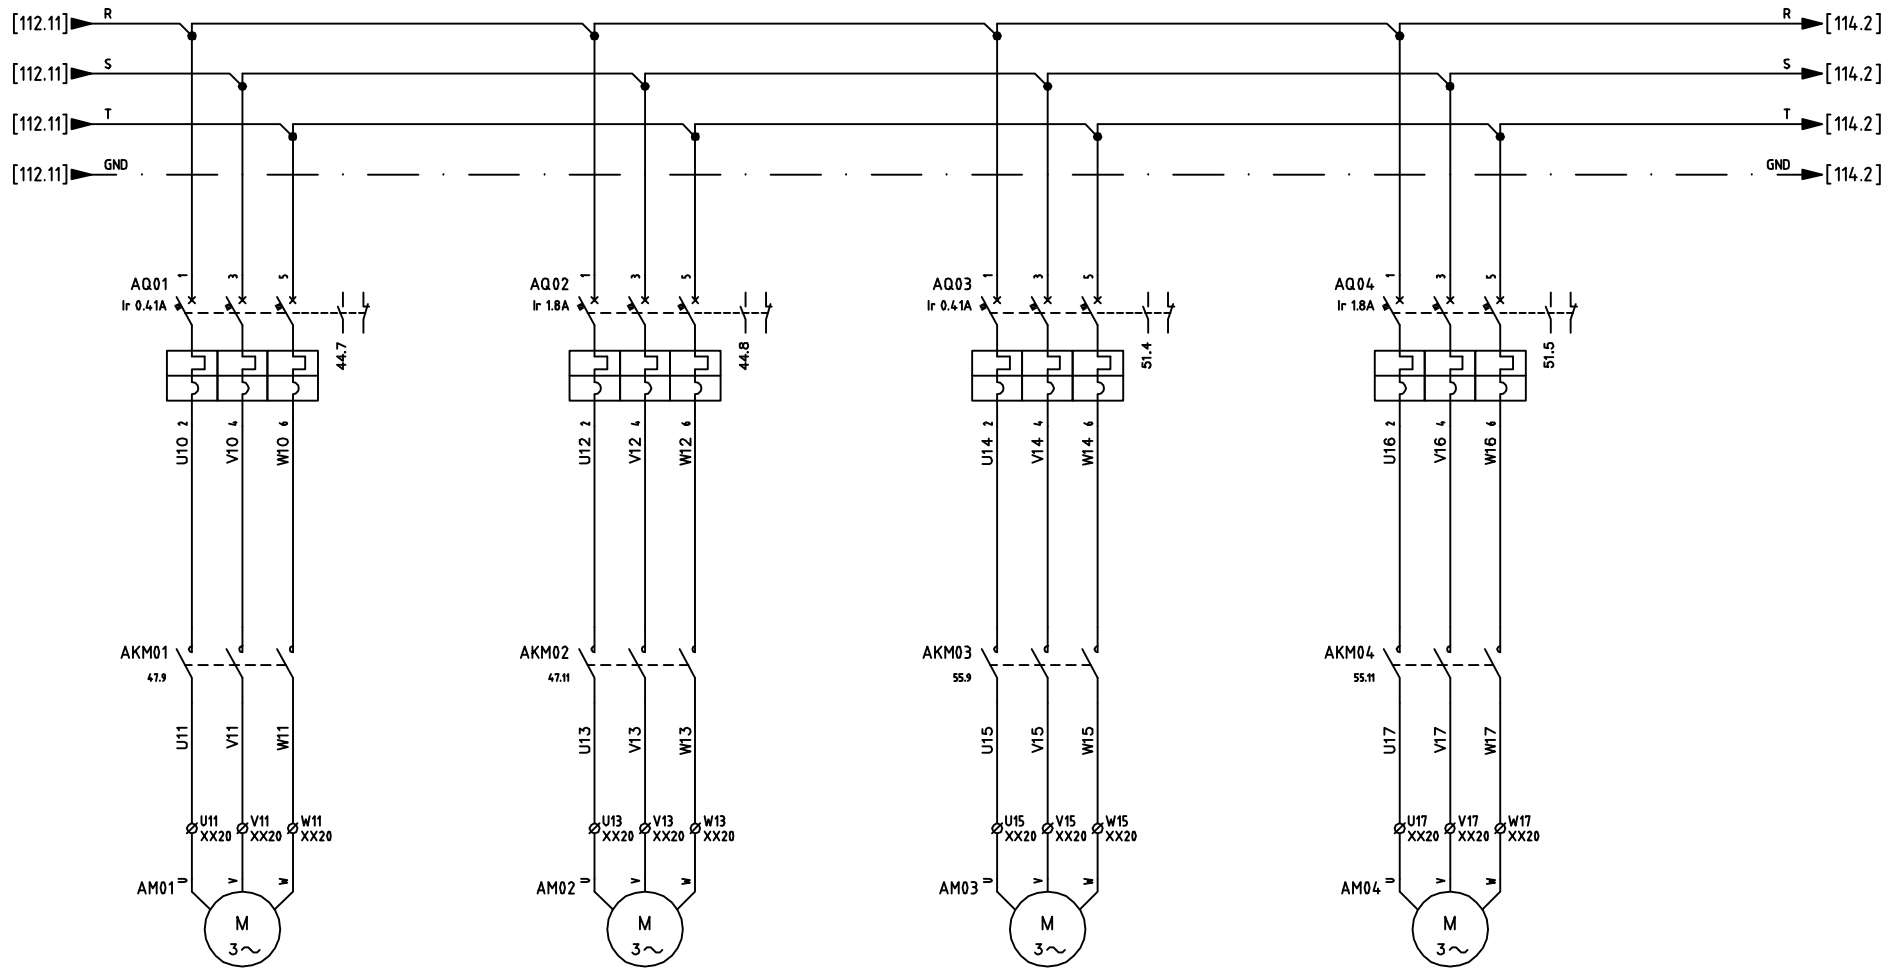 [112.11] R R [114.2]
[112.11] S S [114.2]
[112.11] T T [114.2]
[112.11] GND GND [114.2]
1 3 5 1 3 5 1 3 5 1 3 5
AQ01 AQ02 AQ03 AQ04
Ir 0.41A Ir 1.8A Ir 0.41A Ir 1.8A
44.7 44.8 51.4 51.5
2 4 6 2 4 6 2 4 6 2 4 6
U10 V10 W10 U12 V12 W12 U14 V14 W14 U16 V16 W16
AKM01 AKM02 AKM03 AKM04
47.9 47.11 55.9 55.11
U11 V11 W11 U13 V13 W13 U15 V15 W15 U17 V17 W17
U11 V11 W11 U13 V13 W13 U15 V15 W15 U17 V17 W17
XX20 XX20 XX20 XX20 XX20 XX20 XX20 XX20 XX20 XX20 XX20 XX20
AM01 U V W AM02 U V W AM03 U V W AM04 U V W
M M M M
3~ 3~ 3~ 3~